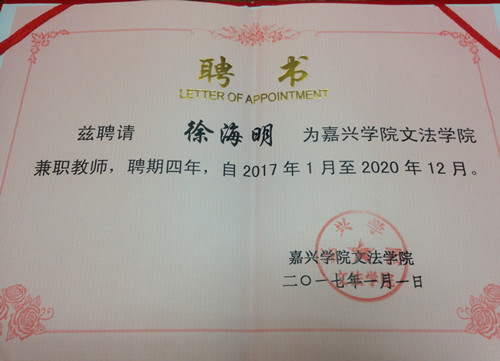 聘书
LETTER OF APPOINTMENT
兹聘请 徐海明 为嘉兴学院文法学院
兼职教师，聘期四年，自2017年1月至2020年12月。
嘉兴学院文法学院
二〇一七年一月一日